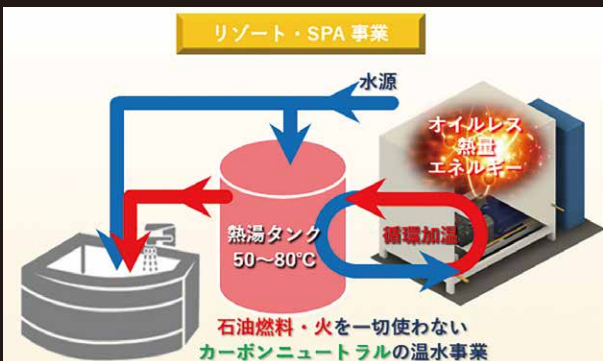 リゾート・SPA 事業
水源
オイルレス
熱量
エネルギー
熱湯タンク
50〜80℃
循環加温
石油燃料・火を一切使わない
カーボンニュートラルの温水事業